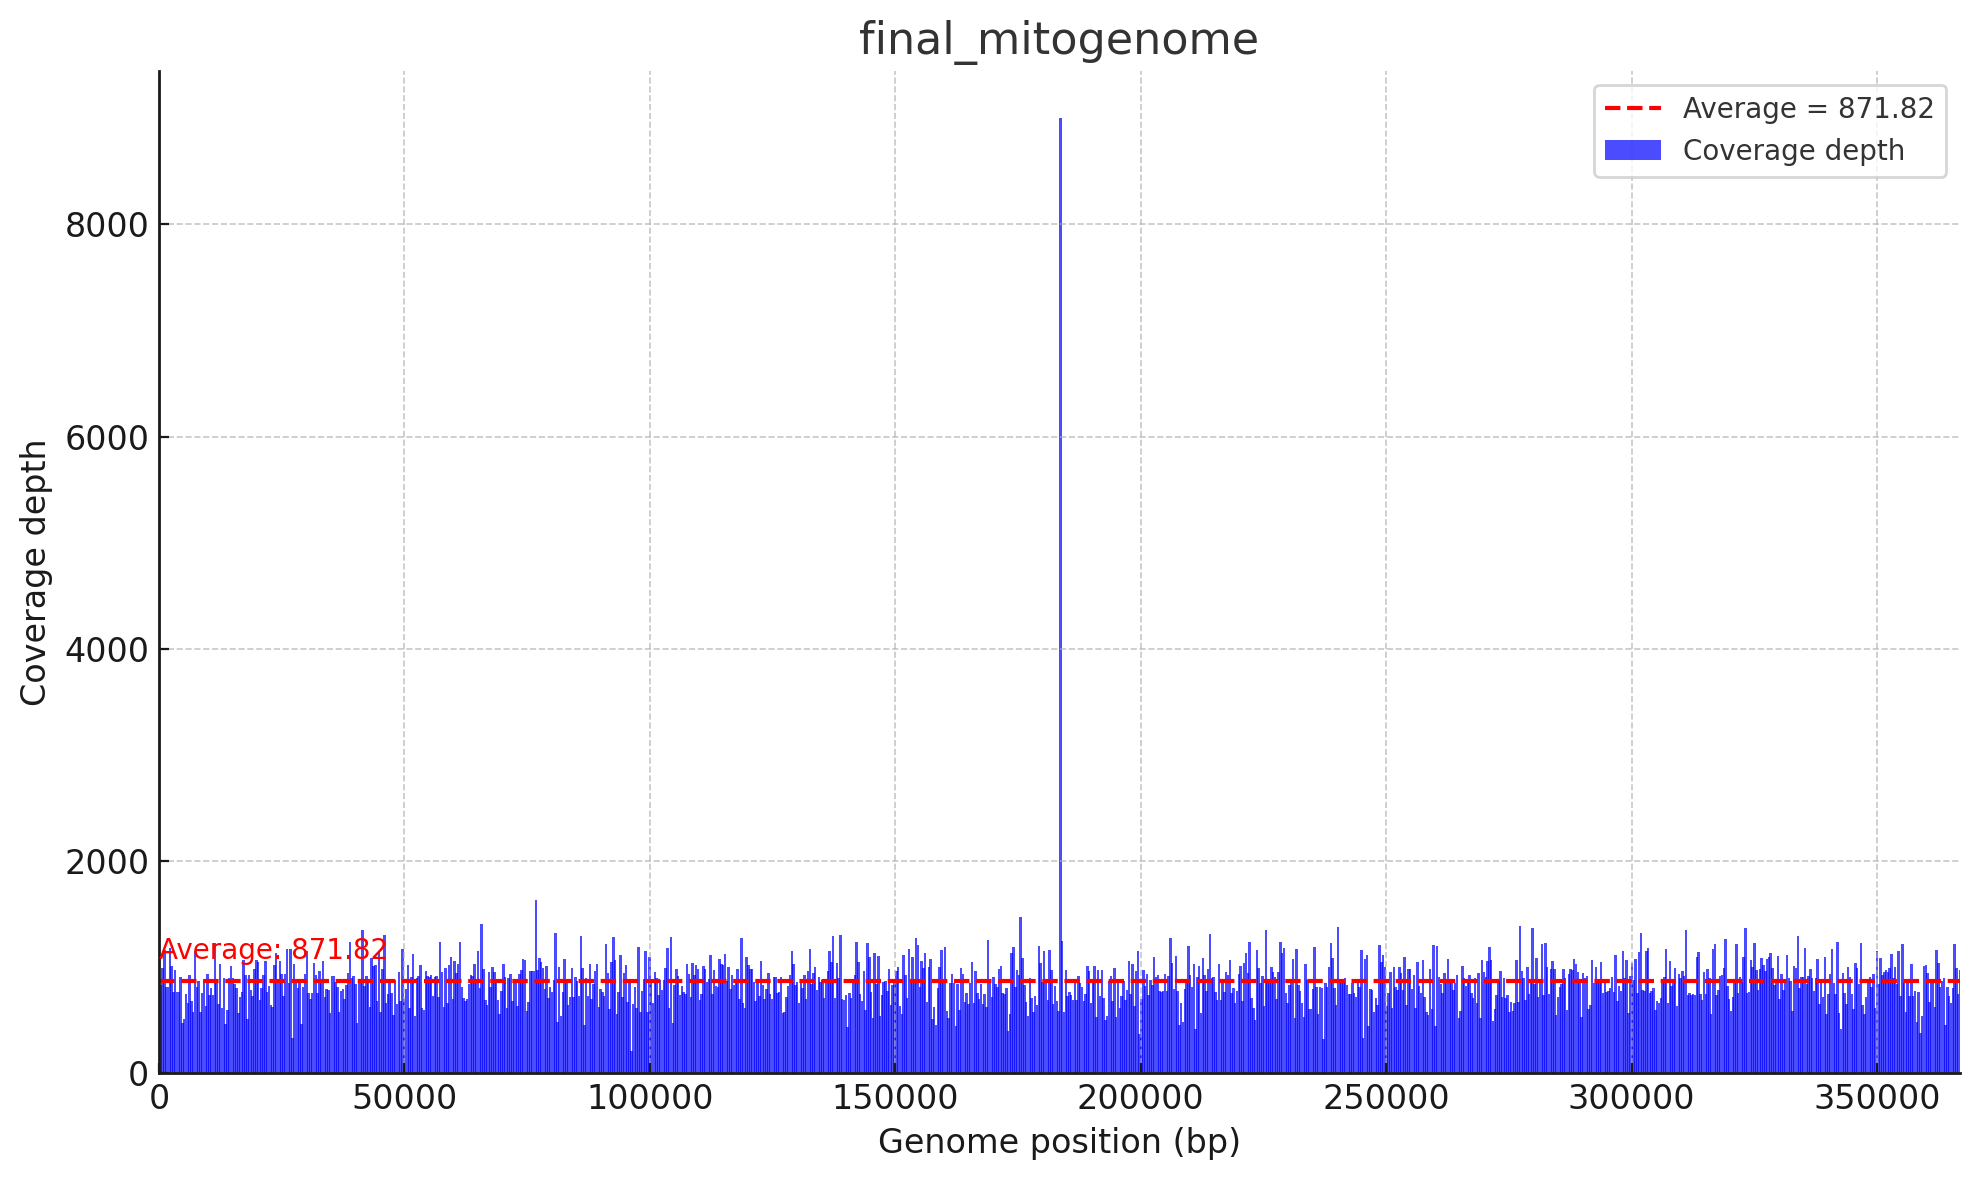 final_mitogenome
Average = 871.82
Coverage depth
8000
6000
4000
2000
0
Coverage depth
Average: 871.82
0 50000 100000 150000 200000 250000 300000 350000
Genome position (bp)